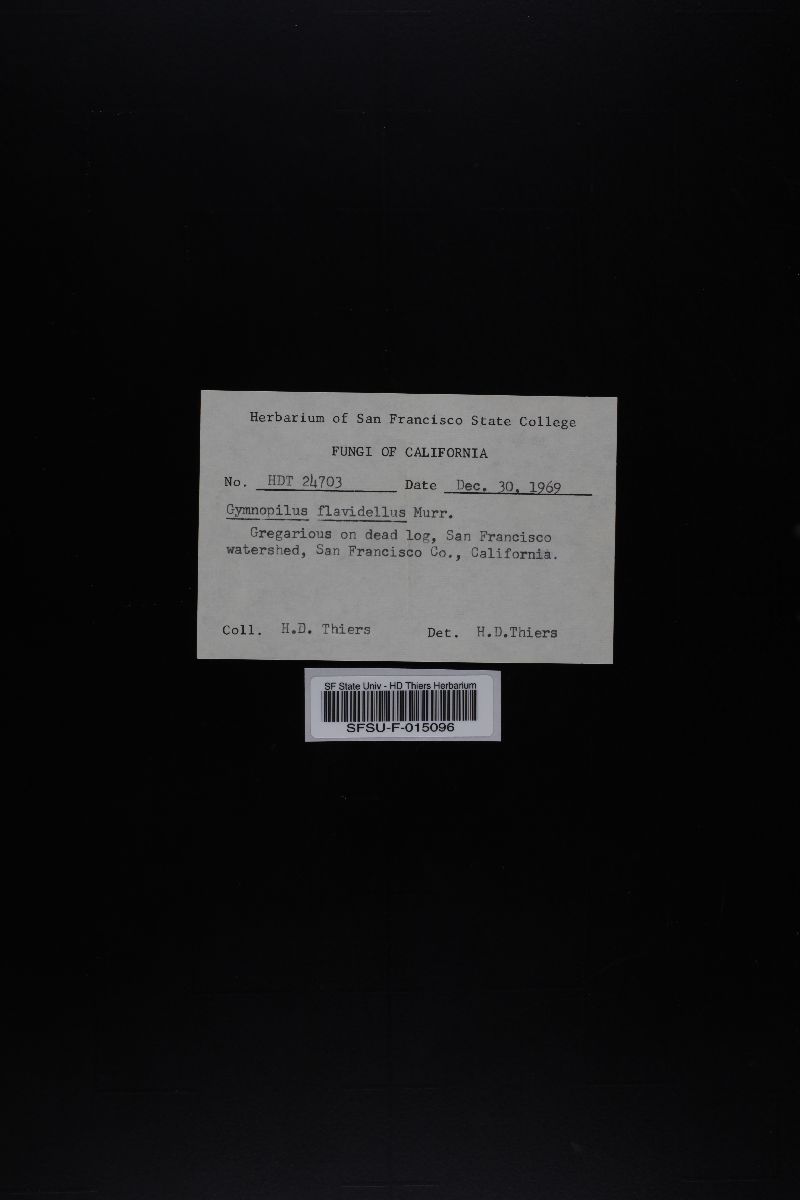 Herbarium of San Francisco State College
FUNGI OF CALIFORNIA
No. HDT 24703 Date Dec. 30, 1969
Gymnopilus flavidellus Murr.
Gregarious on dead log, San Francisco
watershed, San Francisco Co., California.
Coll. H.D. Thiers Det. H.D.Thiers
SF State Univ - HD Thiers Herbarium
SFSU-F-015096